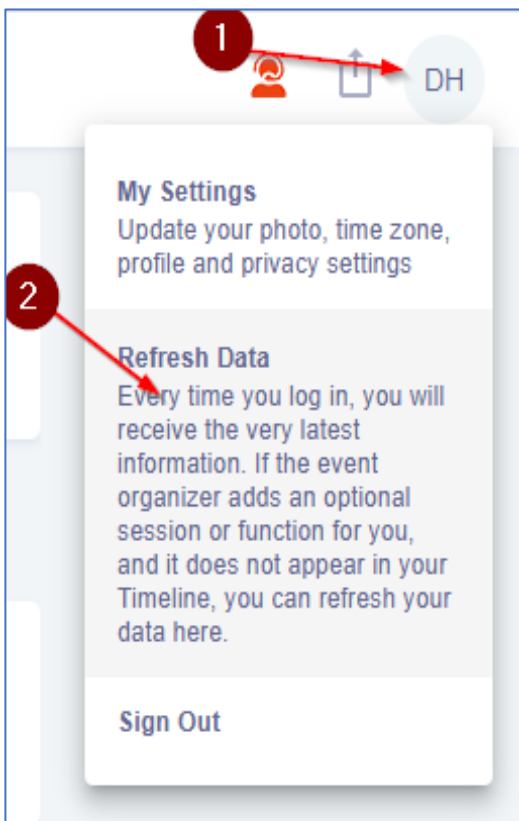 1
DH
My Settings
Update your photo, time zone,
profile and privacy settings
2
Refresh Data
Every time you log in, you will
receive the very latest
information. If the event
organizer adds an optional
session or function for you,
and it does not appear in your
Timeline, you can refresh your
data here.
Sign Out